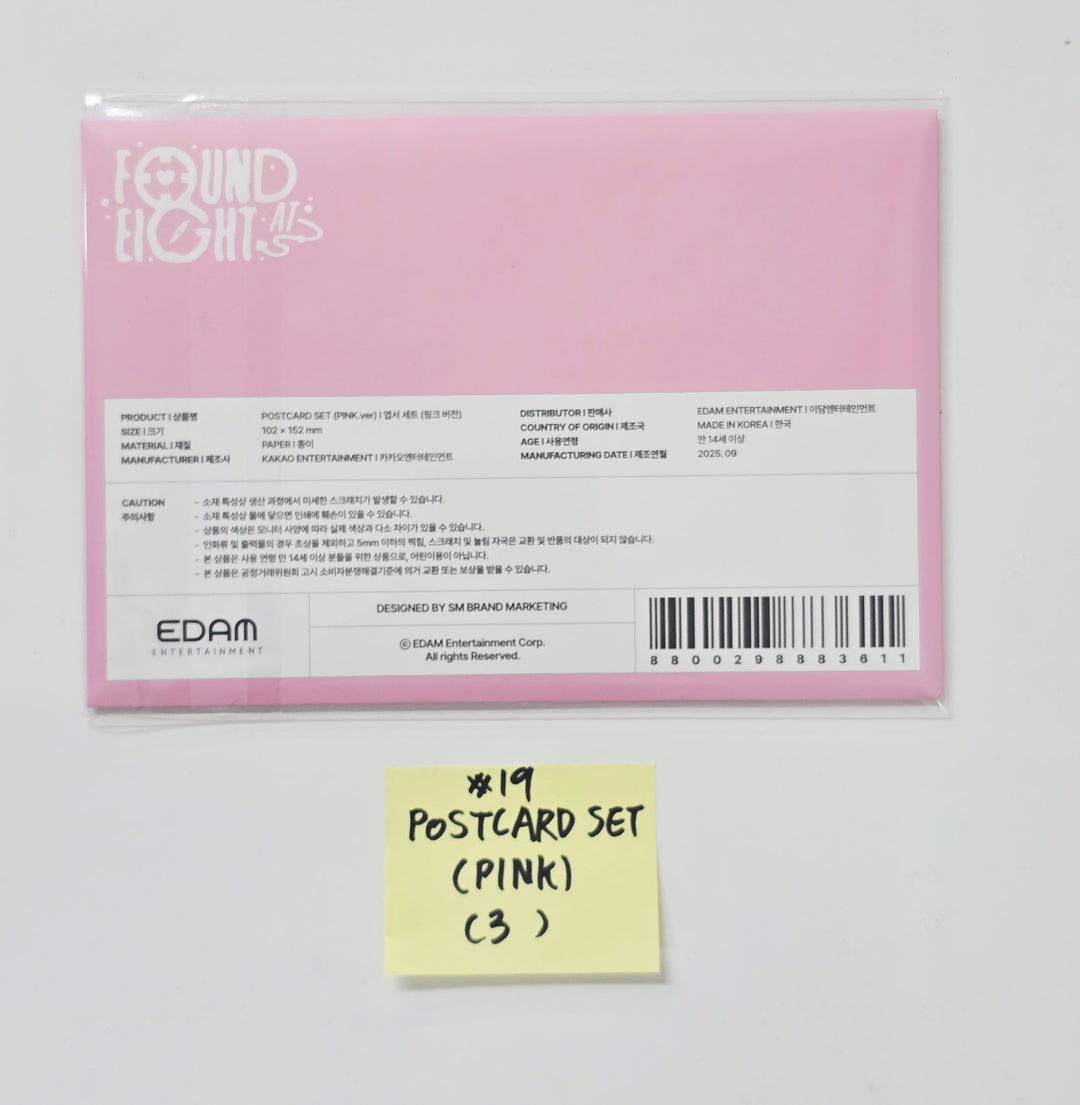 FOUND
EIGHT AT
PRODUCT I 상품명 POSTCARD SET (PINK.ver) I 엽서 세트 (핑크 버전)
SIZE I 크기 102 × 152 mm
MATERIAL I 재질 PAPER I 종이
MANUFACTURER I 제조사 KAKAO ENTERTAINMENT I 카카오엔터테인먼트
DISTRIBUTOR I 판매사 EDAM ENTERTAINMENT I 이담엔터테인먼트
COUNTRY OF ORIGIN I 제조국 MADE IN KOREA I 한국
AGE I 사용연령 만 14세 이상
MANUFACTURING DATE I 제조연월 2025. 09
CAUTION
주의사항
- 소재 특성상 생산 과정에서 미세한 스크래치가 발생할 수 있습니다.
- 소재 특성상 물에 닿으면 인쇄에 훼손이 있을 수 있습니다.
- 상품의 색상은 모니터 사양에 따라 실제 색상과 다소 차이가 있을 수 있습니다.
- 인화류 및 출력물의 경우 초상을 제외하고 5mm 이하의 찍힘, 스크래치 및 눌림 자국은 교환 및 반품의 대상이 되지 않습니다.
- 본 상품은 사용 연령 만 14세 이상 분들을 위한 상품으로, 어린이용이 아닙니다.
- 본 상품은 공정거래위원회 고시 소비자분쟁해결기준에 의거 교환 또는 보상을 받을 수 있습니다.
EDAM
ENTERTAINMENT
DESIGNED BY SM BRAND MARKETING
ⓒ EDAM Entertainment Corp.
All rights Reserved.
8800298883611
#19
POSTCARD SET
(PINK)
(3)